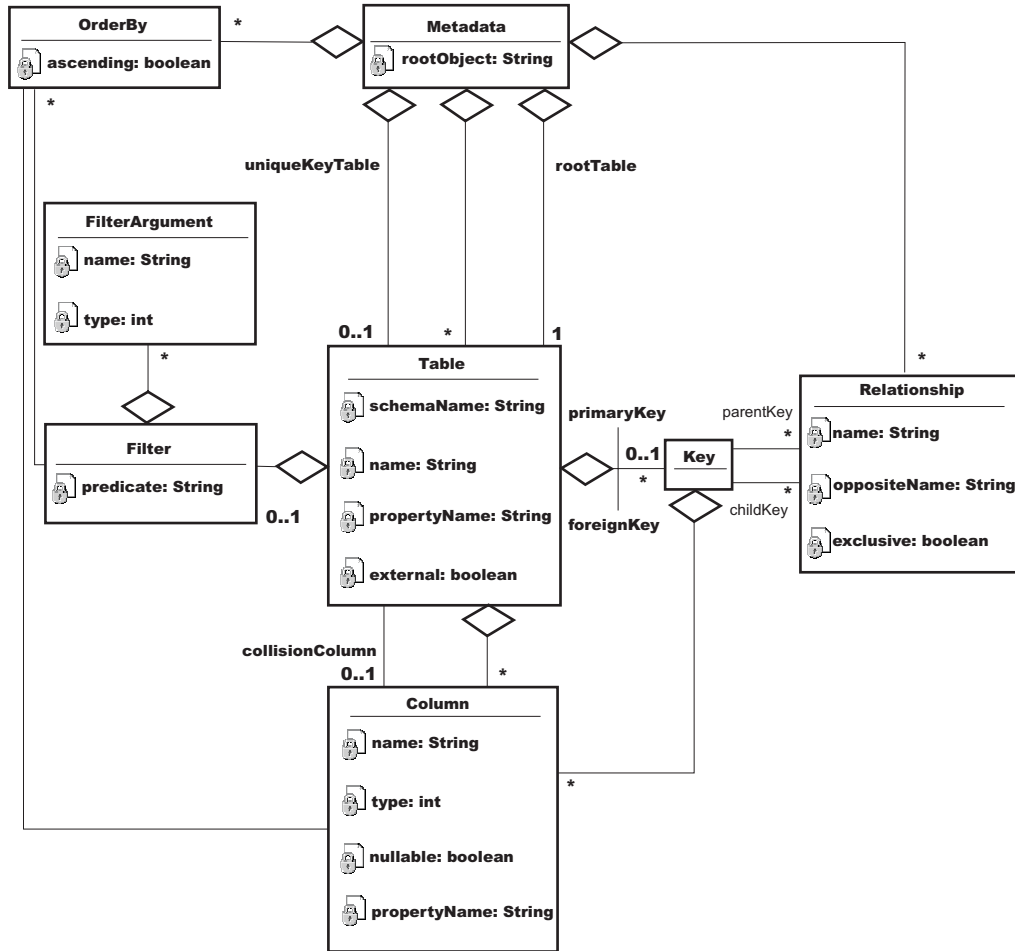 OrderBy
ascending: boolean
*
*
Metadata
rootObject: String
uniqueKeyTable
rootTable
FilterArgument
name: String
type: int
*
0..1
*
1
*
Filter
predicate: String
0..1
Table
schemaName: String
name: String
propertyName: String
external: boolean
primaryKey
0..1
*
foreignKey
Key
parentKey
*
*
childKey
Relationship
name: String
oppositeName: String
exclusive: boolean
collisionColumn
0..1
*
Column
name: String
type: int
nullable: boolean
propertyName: String
*